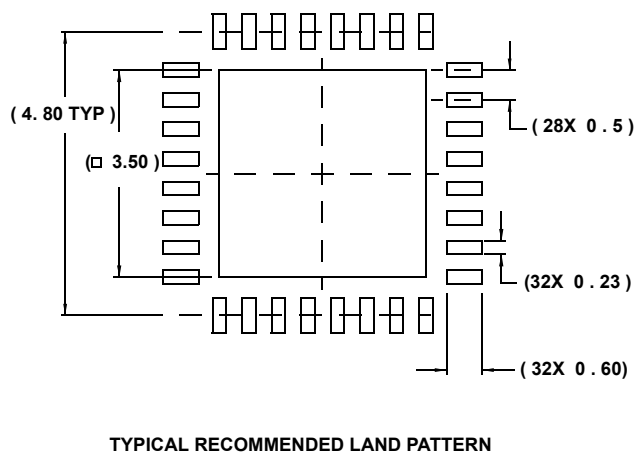 ( 4. 80 TYP )
( 28X 0 . 5 )
(□ 3.50 )
(32X 0 . 23 )
( 32X 0 . 60)
TYPICAL RECOMMENDED LAND PATTERN